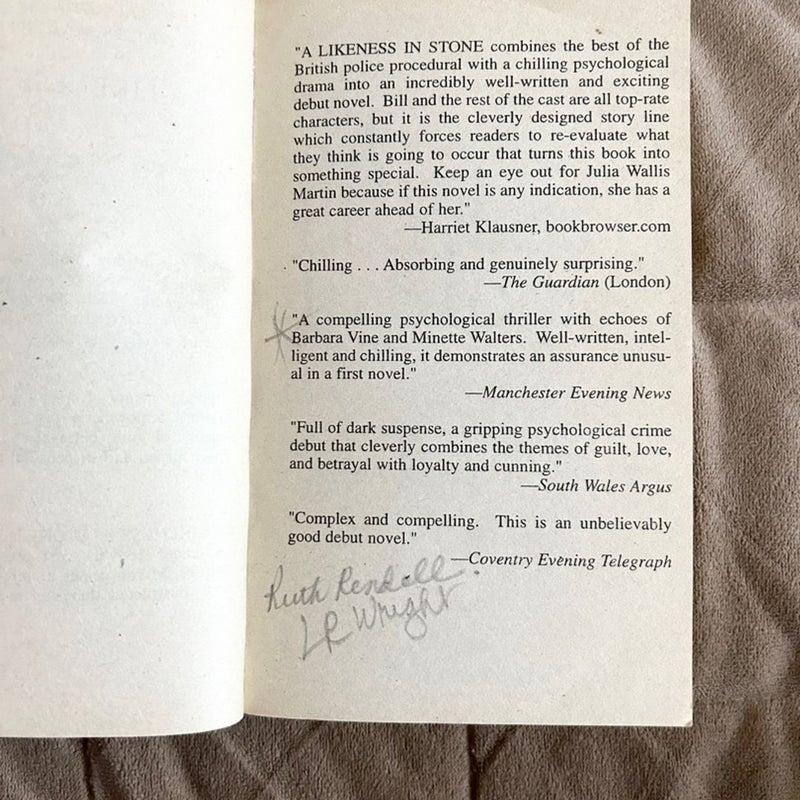 "A LIKENESS IN STONE combines the best of the
British police procedural with a chilling psychological
drama into an incredibly well-written and exciting
debut novel. Bill and the rest of the cast are all top-rate
characters, but it is the cleverly designed story line
which constantly forces readers to re-evaluate what
they think is going to occur that turns this book into
something special. Keep an eye out for Julia Wallis
Martin because if this novel is any indication, she has a
great career ahead of her."
—Harriet Klausner, bookbrowser.com
"Chilling . . . Absorbing and genuinely surprising."
—The Guardian (London)
"A compelling psychological thriller with echoes of
Barbara Vine and Minette Walters. Well-written, intel-
ligent and chilling, it demonstrates an assurance unusu-
al in a first novel."
—Manchester Evening News
"Full of dark suspense, a gripping psychological crime
debut that cleverly combines the themes of guilt, love,
and betrayal with loyalty and cunning."
—South Wales Argus
"Complex and compelling. This is an unbelievably
good debut novel."
—Coventry Evening Telegraph
Ruth Rendell
LR Wright